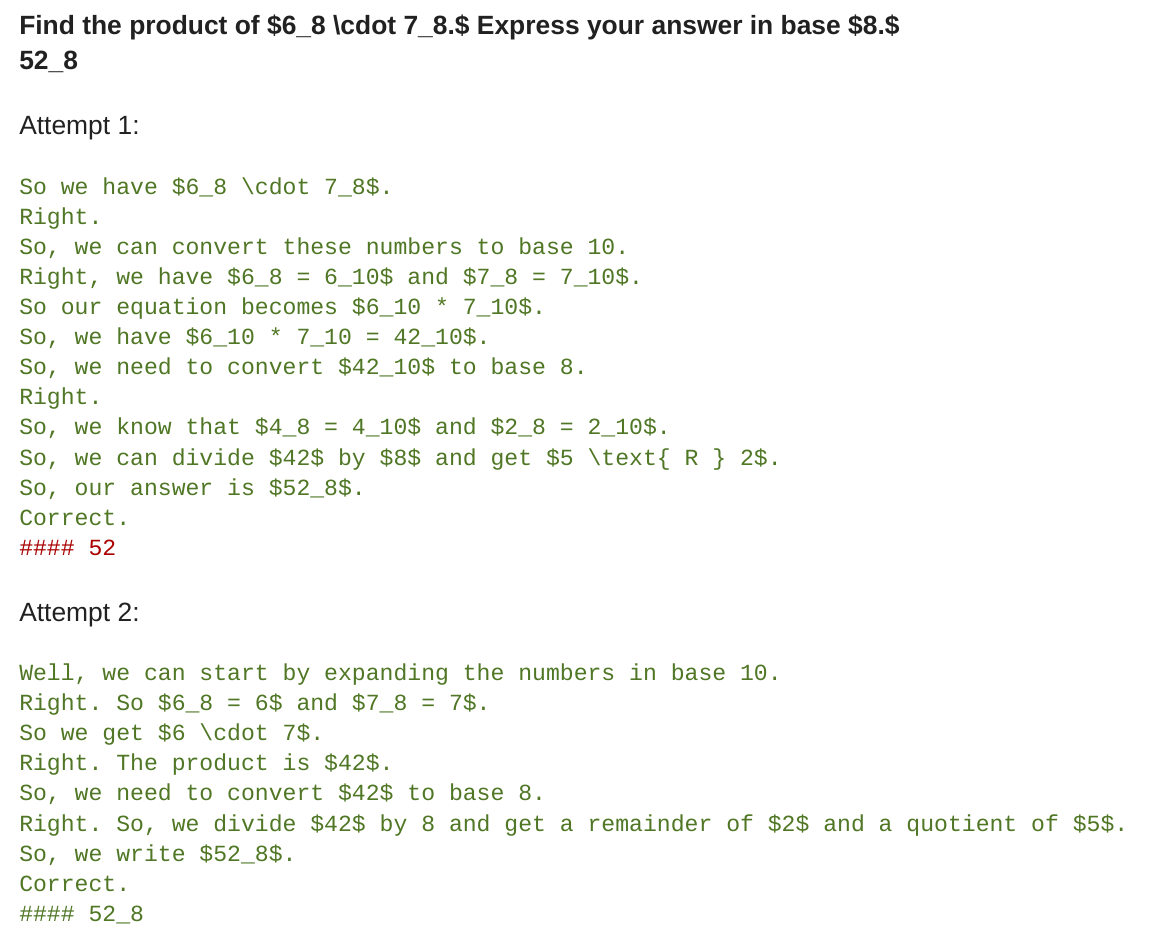 Find the product of $6_8 \cdot 7_8.$ Express your answer in base $8.$
52_8
Attempt 1:
So we have $6_8 \cdot 7_8$.
Right.
So, we can convert these numbers to base 10.
Right, we have $6_8 = 6_10$ and $7_8 = 7_10$.
So our equation becomes $6_10 * 7_10$.
So, we have $6_10 * 7_10 = 42_10$.
So, we need to convert $42_10$ to base 8.
Right.
So, we know that $4_8 = 4_10$ and $2_8 = 2_10$.
So, we can divide $42$ by $8$ and get $5 \text{ R } 2$.
So, our answer is $52_8$.
Correct.
#### 52
Attempt 2:
Well, we can start by expanding the numbers in base 10.
Right. So $6_8 = 6$ and $7_8 = 7$.
So we get $6 \cdot 7$.
Right. The product is $42$.
So, we need to convert $42$ to base 8.
Right. So, we divide $42$ by 8 and get a remainder of $2$ and a quotient of $5$.
So, we write $52_8$.
Correct.
#### 52_8